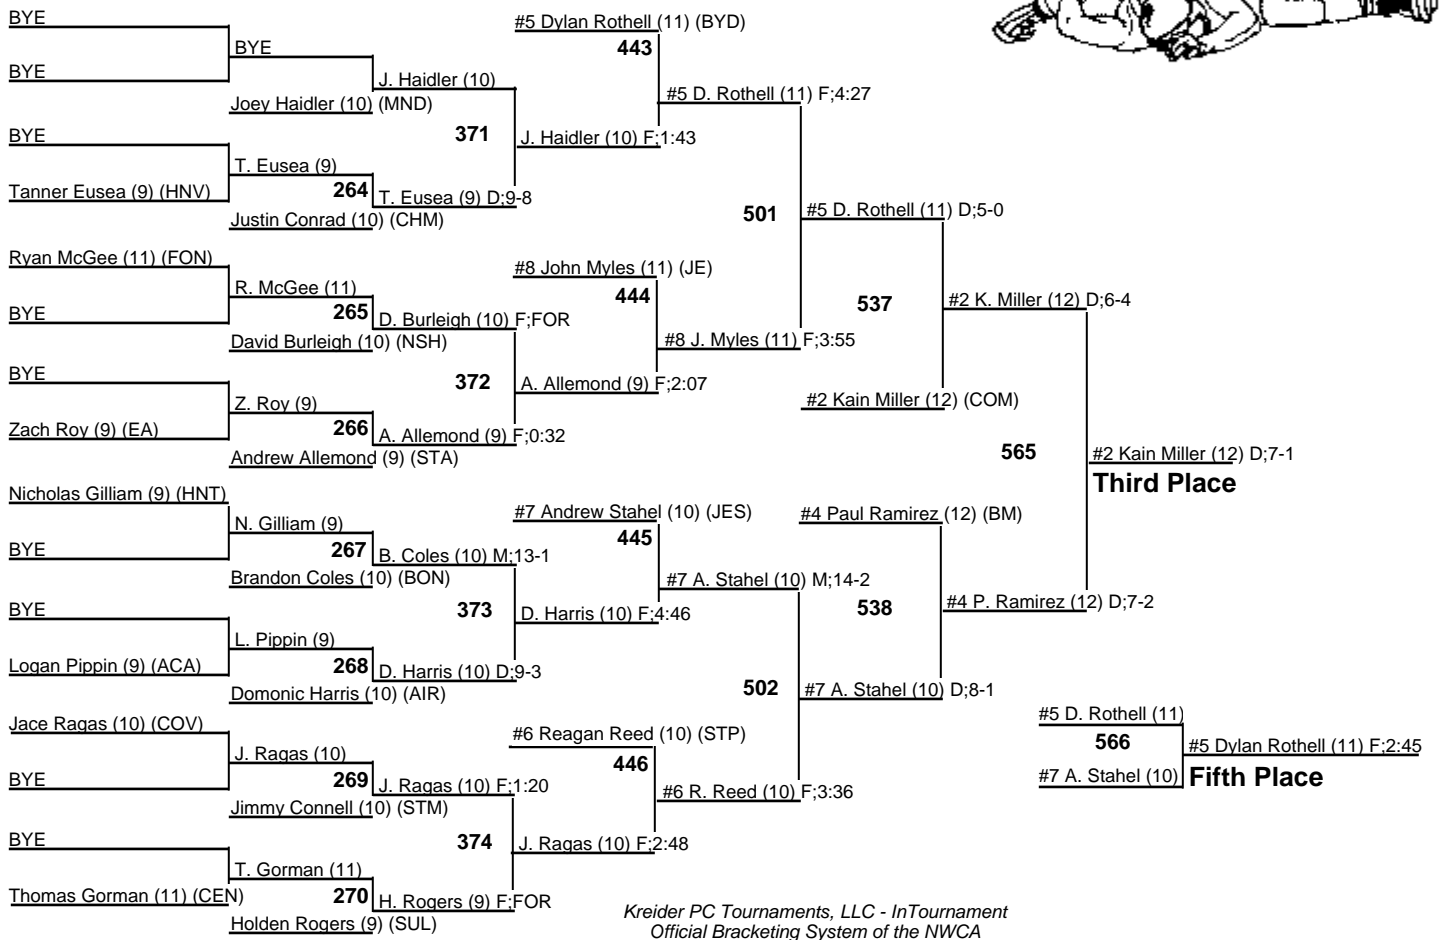 BYE
BYE
BYE
Joey Haidler (10) (MND)
J. Haidler (10)
371
BYE
Tanner Eusea (9) (HNV)
T. Eusea (9)
264
Justin Conrad (10) (CHM)
T. Eusea (9) D;9-8
J. Haidler (10) F;1:43
#5 Dylan Rothell (11) (BYD)
443
#5 D. Rothell (11) F;4:27
Ryan McGee (11) (FON)
BYE
R. McGee (11)
265
David Burleigh (10) (NSH)
D. Burleigh (10) F;FOR
372
BYE
Zach Roy (9) (EA)
Z. Roy (9)
266
Andrew Allemond (9) (STA)
A. Allemond (9) F;0:32
A. Allemond (9) F;2:07
#8 John Myles (11) (JE)
444
#8 J. Myles (11) F;3:55
501
#5 D. Rothell (11) D;5-0
537
#2 Kain Miller (12) (COM)
#2 K. Miller (12) D;6-4
Nicholas Gilliam (9) (HNT)
BYE
N. Gilliam (9)
267
Brandon Coles (10) (BON)
B. Coles (10) M;13-1
373
BYE
Logan Pippin (9) (ACA)
L. Pippin (9)
268
Domonic Harris (10) (AIR)
D. Harris (10) D;9-3
D. Harris (10) F;4:46
#7 Andrew Stahel (10) (JES)
445
#7 A. Stahel (10) M;14-2
Jace Ragas (10) (COV)
BYE
J. Ragas (10)
269
Jimmy Connell (10) (STM)
J. Ragas (10) F;1:20
374
BYE
Thomas Gorman (11) (CEN)
T. Gorman (11)
270
Holden Rogers (9) (SUL)
H. Rogers (9) F;FOR
J. Ragas (10) F;2:48
#6 Reagan Reed (10) (STP)
446
#6 R. Reed (10) F;3:36
502
#7 A. Stahel (10) D;8-1
#4 Paul Ramirez (12) (BM)
538
#4 P. Ramirez (12) D;7-2
565
#2 Kain Miller (12) D;7-1
Third Place
#5 D. Rothell (11)
566
#7 A. Stahel (10)
#5 Dylan Rothell (11) F;2:45
Fifth Place
Kreider PC Tournaments, LLC - InTournament
Official Bracketing System of the NWCA